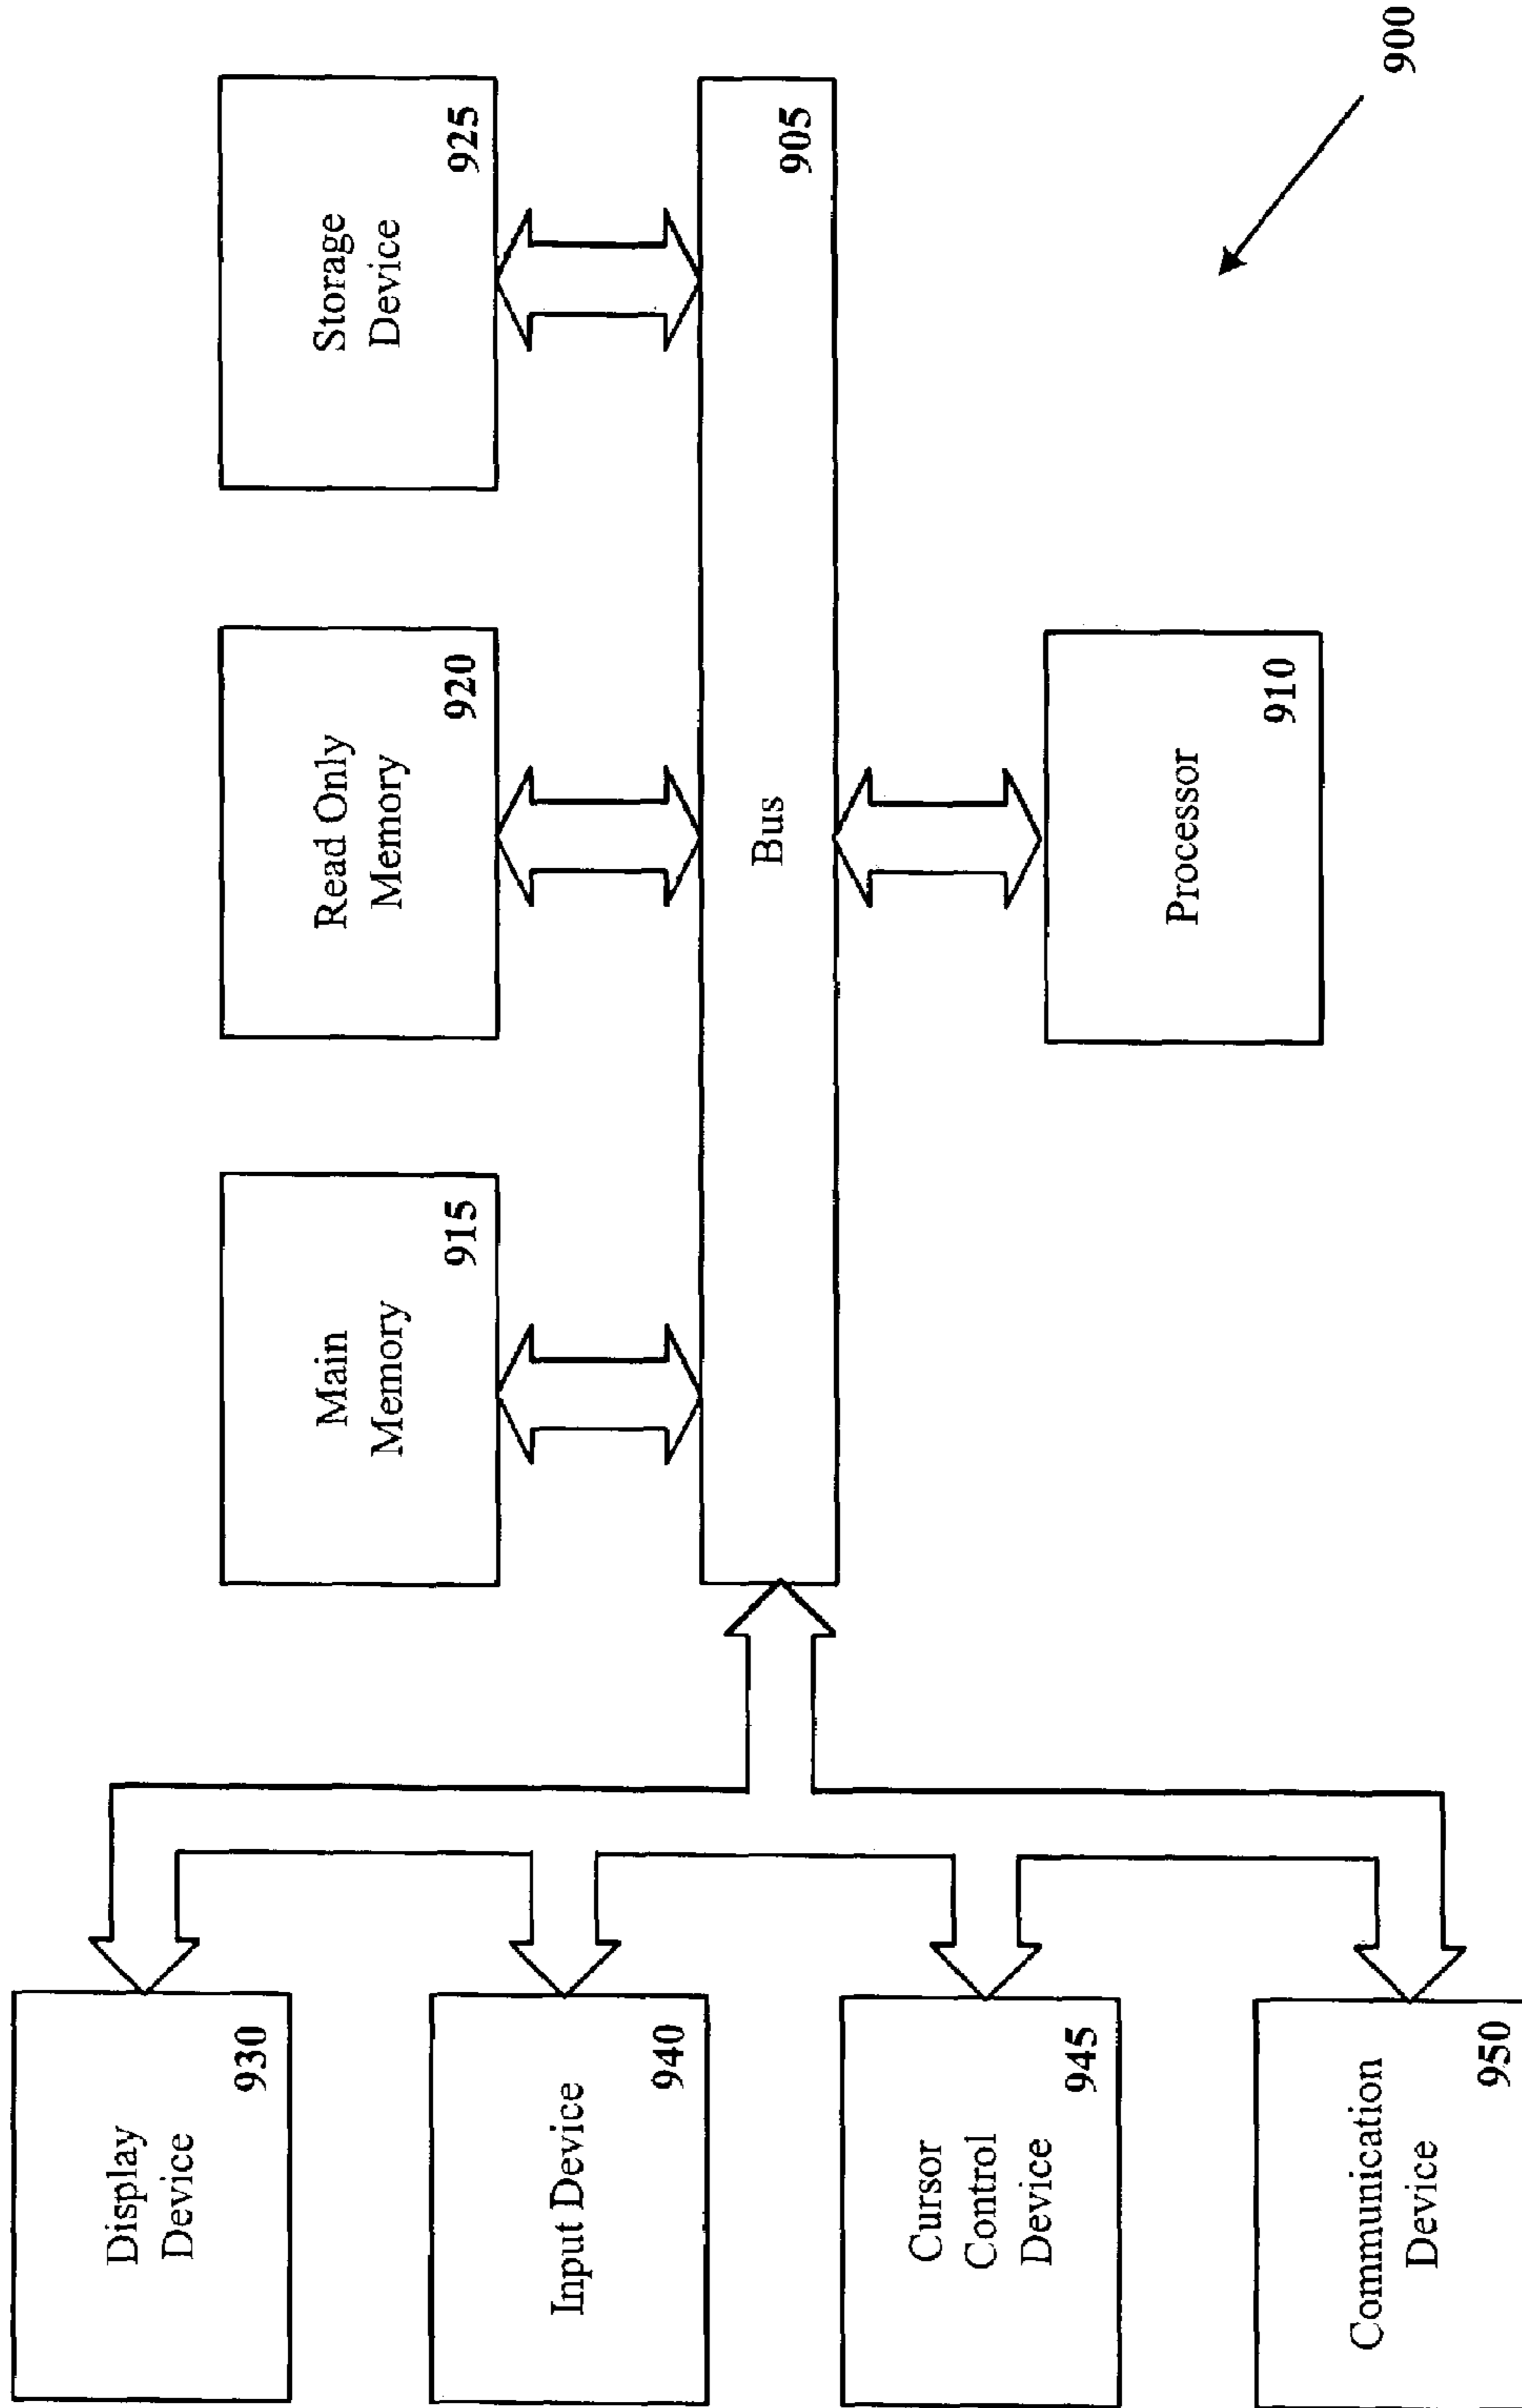 Display
Device
930
Input Device
940
Cursor
Control
Device
945
Communication
Device
950
Main
Memory
915
Read Only
Memory
920
Storage
Device
925
Bus
905
Processor
910
900